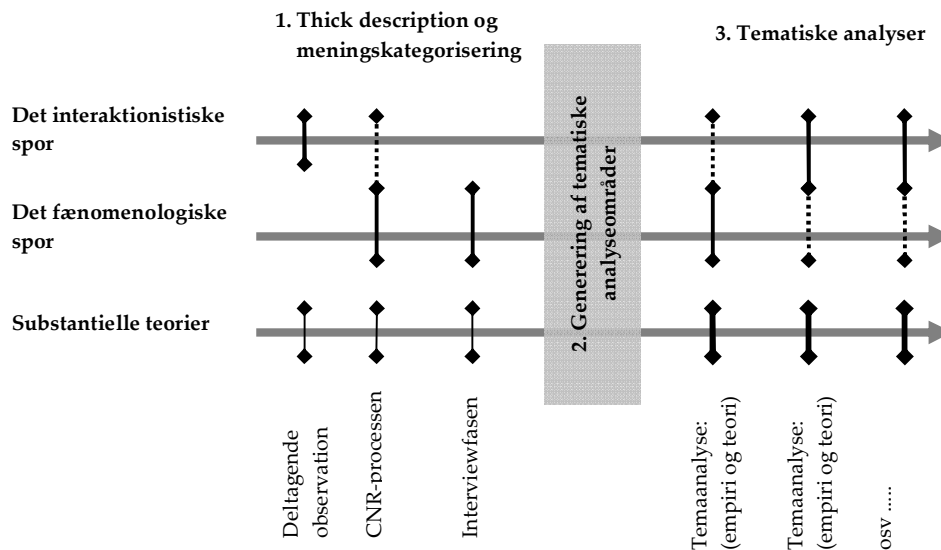 1. Thick description og
meningskategorisering
3. Tematiske analyser
Det interaktionistiske
spor
Det fænomenologiske
spor
Substantielle teorier
2. Generering af tematiske
analyseområder
Deltagende
observation
CNR-processen
Interviewfasen
Temaanalyse:
(empiri og teori)
Temaanalyse:
(empiri og teori)
osv .....